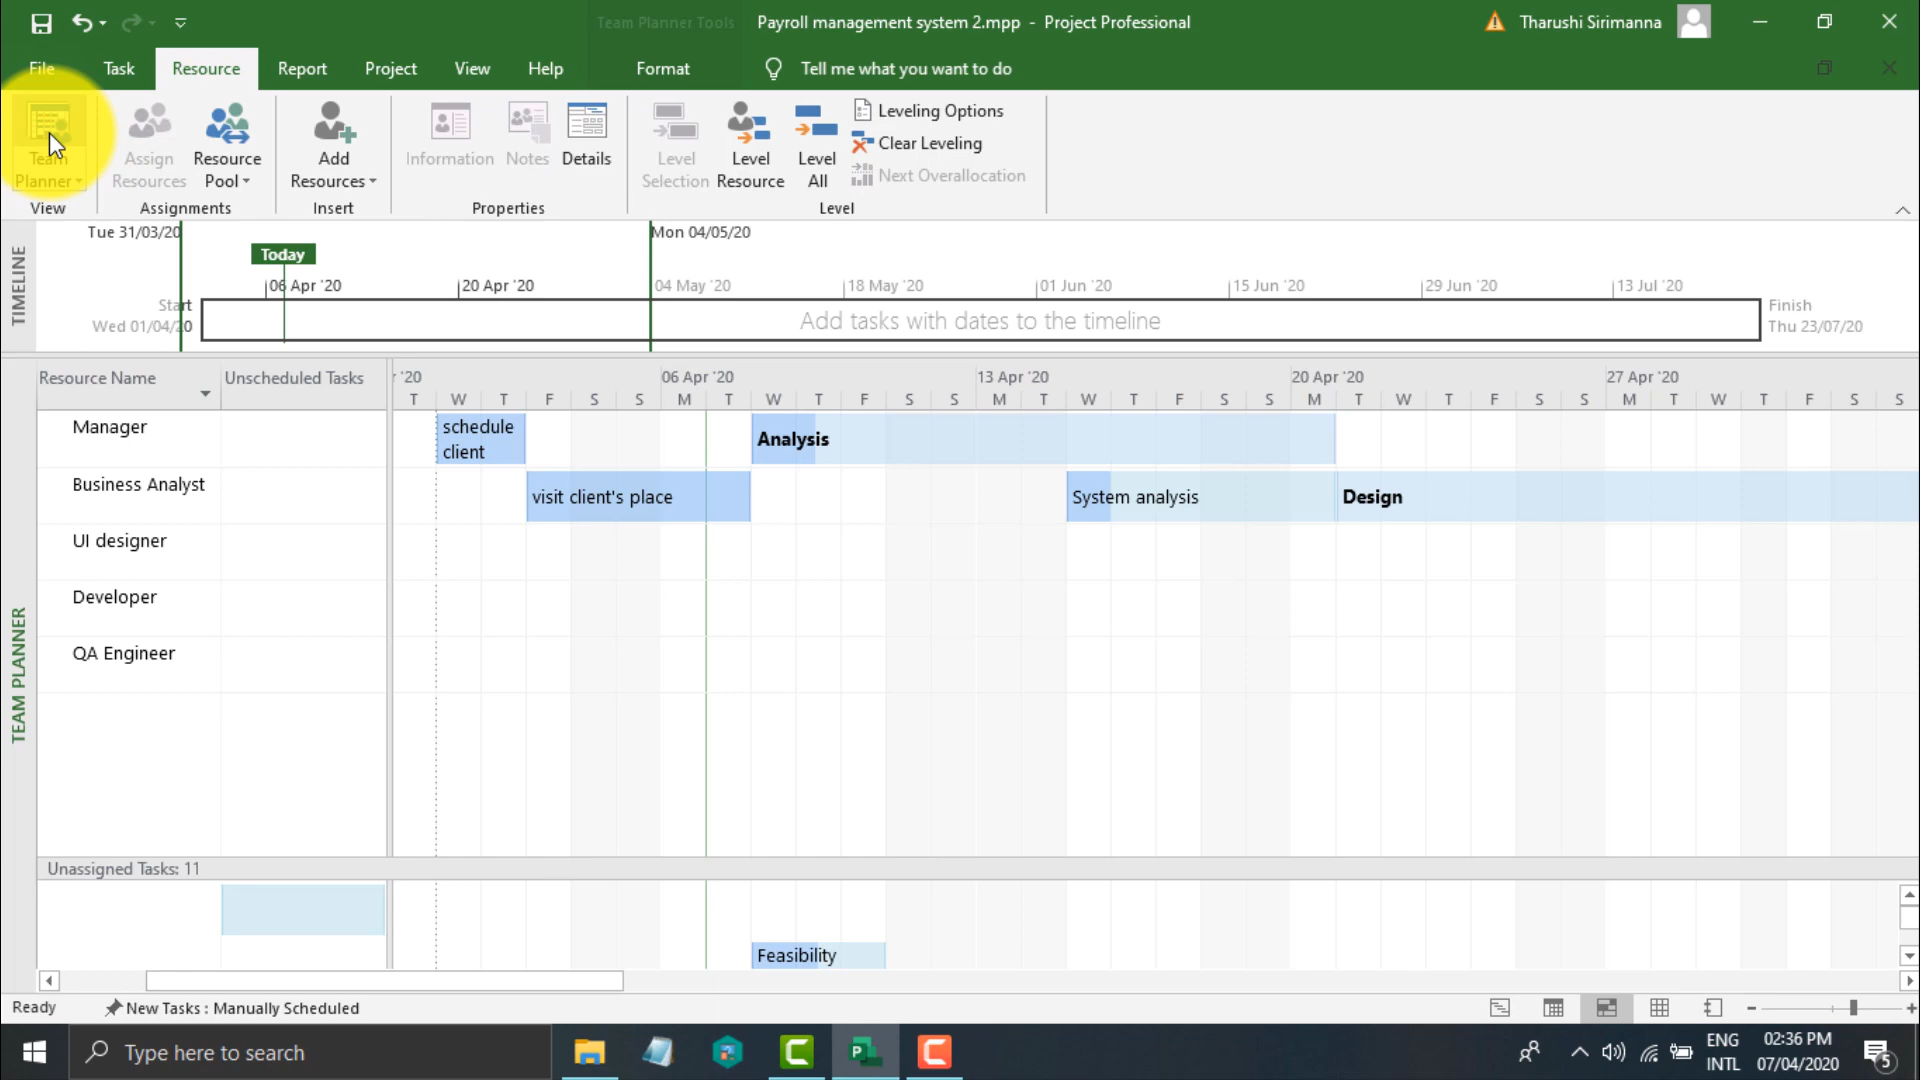 Team Planner Tools
Payroll management system 2.mpp - Project Professional
Tharushi Sirimanna
File
Task
Resource
Report
Project
View
Help
Format
Tell me what you want to do
Team
Planner
View
Assign
Resources
Resource
Pool
Assignments
Add
Resources
Insert
Information
Notes
Details
Properties
Level
Selection
Level
Resource
Level
All
Leveling Options
Clear Leveling
Next Overallocation
Level
TIMELINE
Tue 31/03/20
Mon 04/05/20
Today
06 Apr '20
20 Apr '20
04 May '20
18 May '20
01 Jun '20
15 Jun '20
29 Jun '20
13 Jul '20
Start
Wed 01/04/20
Add tasks with dates to the timeline
Finish
Thu 23/07/20
TEAM PLANNER
Resource Name
Unscheduled Tasks
'20
06 Apr '20
13 Apr '20
20 Apr '20
27 Apr '20
T W T F S S M T W T F S S M T W T F S S M T W T F S S M T W T F S S
Manager
schedule
client
Analysis
Business Analyst
visit client's place
System analysis
Design
UI designer
Developer
QA Engineer
Unassigned Tasks: 11
Feasibility
Ready
New Tasks : Manually Scheduled
Type here to search
ENG
INTL
02:36 PM
07/04/2020
5